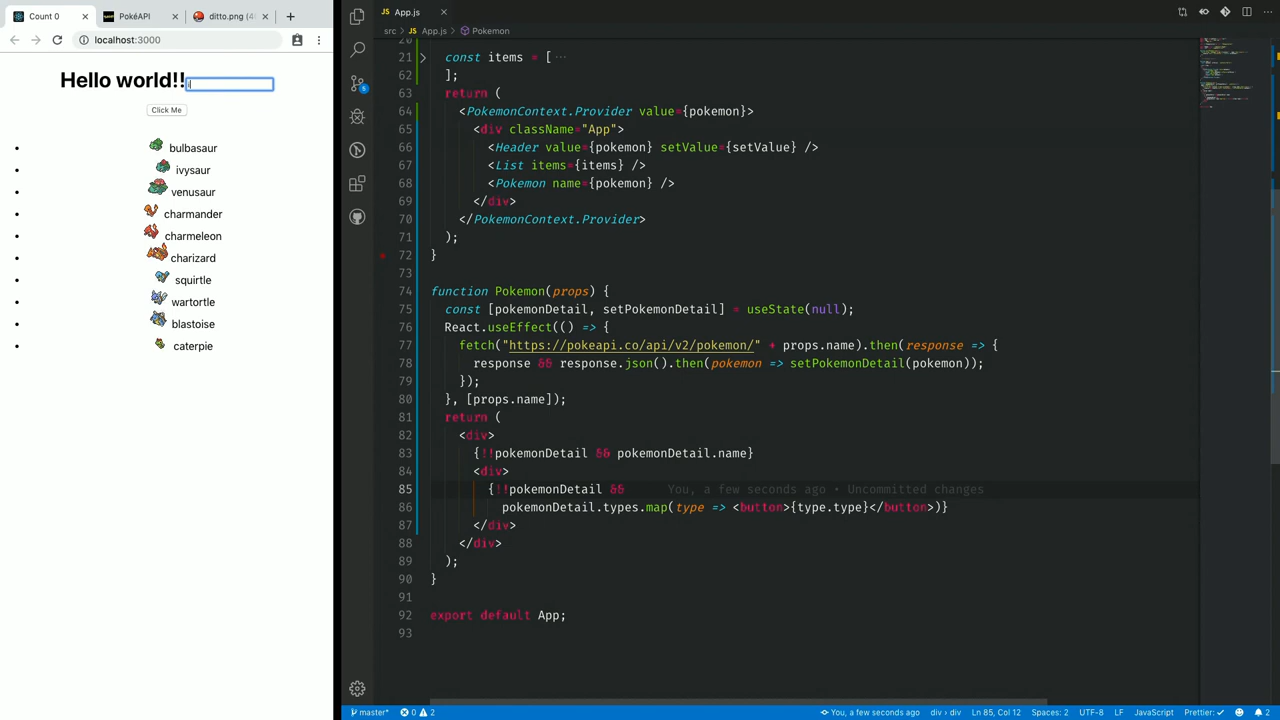 Count 0
PokéAPI
ditto.png (4
localhost:3000
Hello world!!
Click Me
bulbasaur
ivysaur
venusaur
charmander
charmeleon
charizard
squirtle
wartortle
blastoise
caterpie
App.js
src > App.js > Pokemon
20
21 const items = [ ···
62 ];
63 return (
64 <PokemonContext.Provider value={pokemon}>
65 <div className="App">
66 <Header value={pokemon} setValue={setValue} />
67 <List items={items} />
68 <Pokemon name={pokemon} />
69 </div>
70 </PokemonContext.Provider>
71 );
72 }
73
74 function Pokemon(props) {
75 const [pokemonDetail, setPokemonDetail] = useState(null);
76 React.useEffect(() => {
77 fetch("https://pokeapi.co/api/v2/pokemon/" + props.name).then(response => {
78 response && response.json().then(pokemon => setPokemonDetail(pokemon));
79 });
80 }, [props.name]);
81 return (
82 <div>
83 {!!pokemonDetail && pokemonDetail.name}
84 <div>
85 {!!pokemonDetail && You, a few seconds ago • Uncommitted changes
86 pokemonDetail.types.map(type => <button>{type.type}</button>)}
87 </div>
88 </div>
89 );
90 }
91
92 export default App;
93
master* 0 2 You, a few seconds ago div > div Ln 85, Col 12 Spaces: 2 UTF-8 LF JavaScript Prettier: ✓ 2